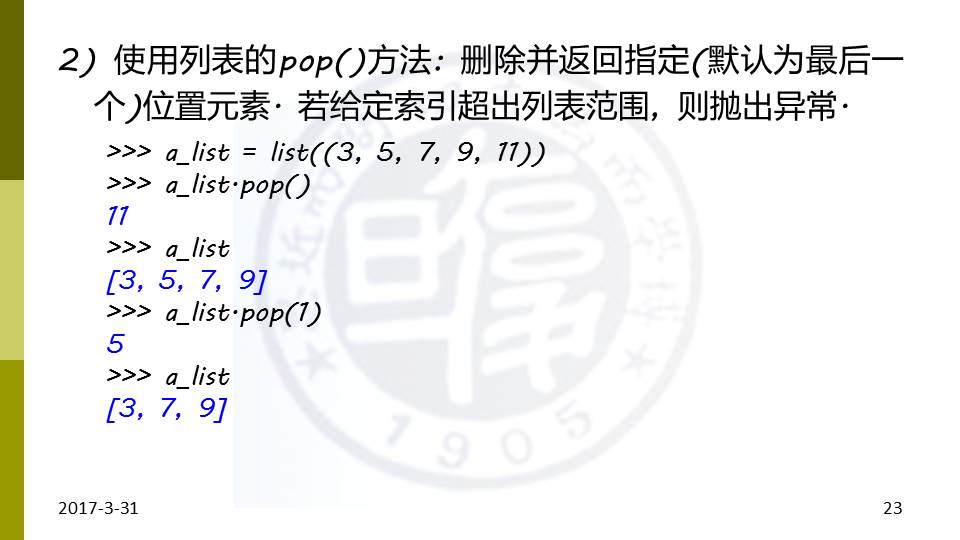 2) 使用列表的pop()方法：删除并返回指定(默认为最后一
个)位置元素. 若给定索引超出列表范围，则抛出异常.
>>> a_list = list((3, 5, 7, 9, 11))
>>> a_list.pop()
11
>>> a_list
[3, 5, 7, 9]
>>> a_list.pop(1)
5
>>> a_list
[3, 7, 9]
1905
2017-3-31
23